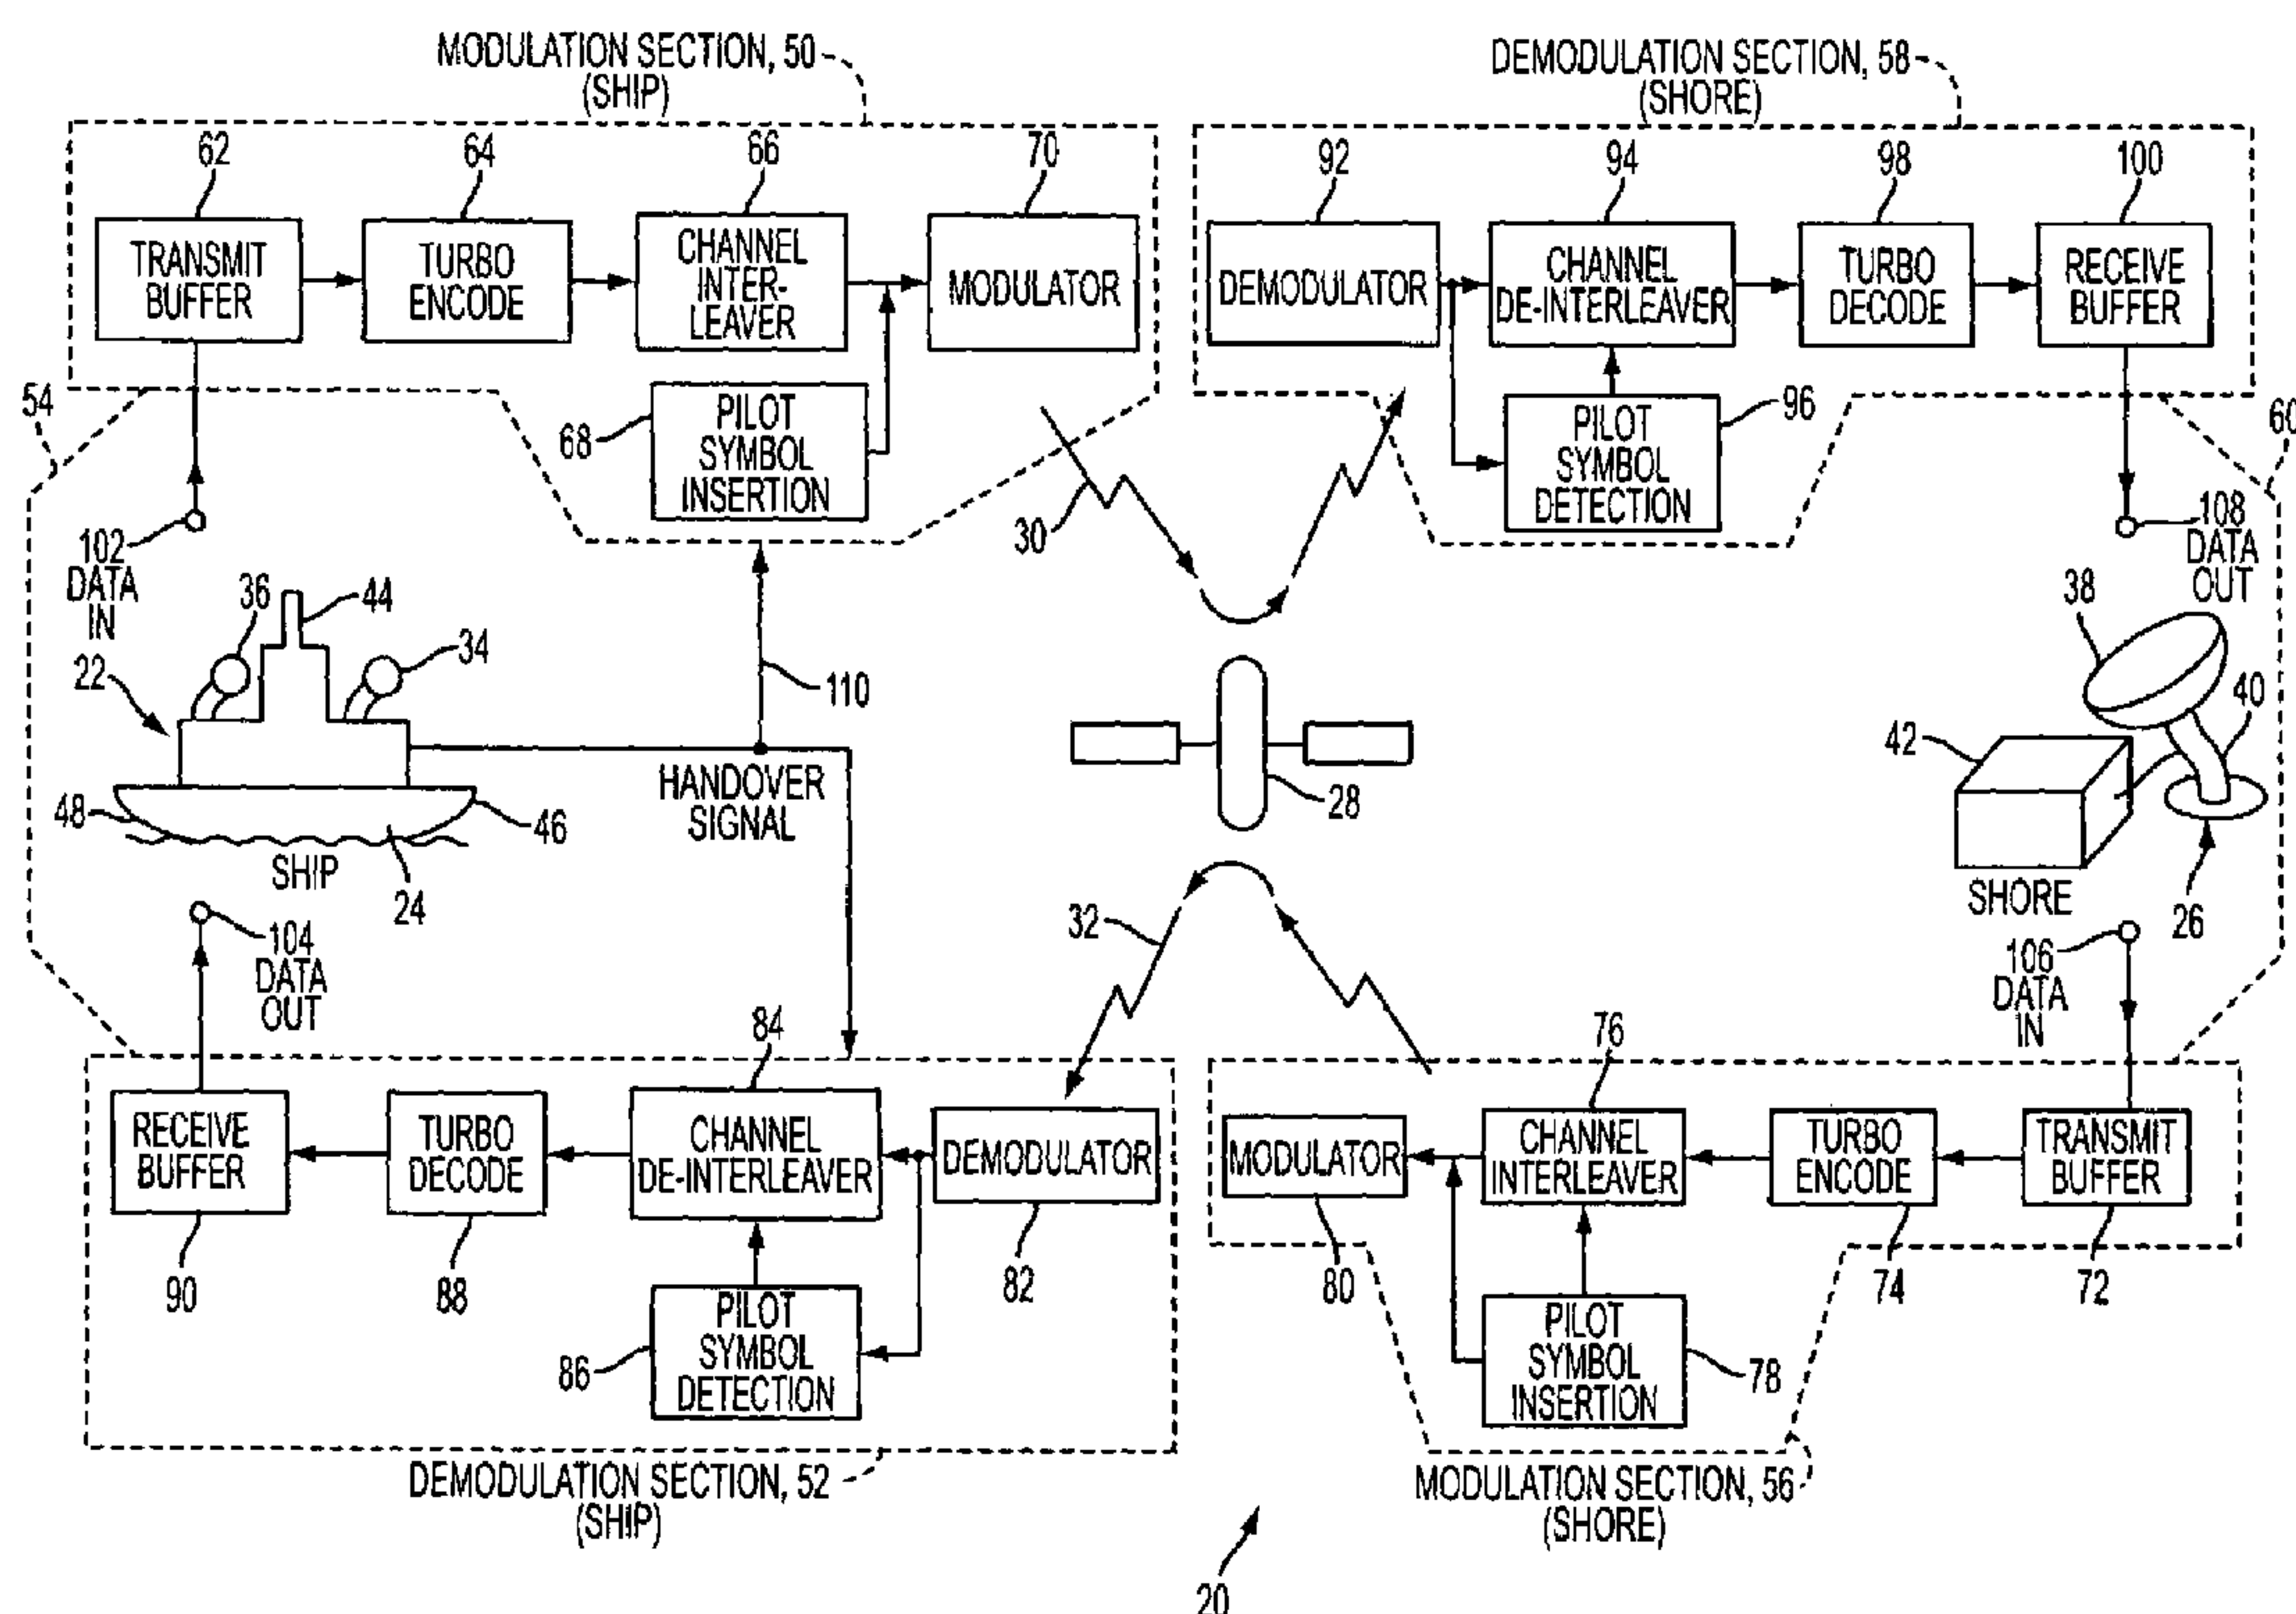 MODULATION SECTION, 50
(SHIP)
DEMODULATION SECTION, 58
(SHORE)
62
64
66
70
92
94
98
100
TRANSMIT
BUFFER
TURBO
ENCODE
CHANNEL
INTER-
LEAVER
MODULATOR
DEMODULATOR
CHANNEL
DE-INTERLEAVER
TURBO
DECODE
RECEIVE
BUFFER
54
68
PILOT
SYMBOL
INSERTION
PILOT
SYMBOL
DETECTION
96
60
30
102
DATA
IN
108
DATA
OUT
36
44
34
22
110
38
40
42
HANDOVER
SIGNAL
28
48
46
SHIP
24
SHORE
26
32
104
DATA
OUT
106
DATA
IN
84
76
RECEIVE
BUFFER
TURBO
DECODE
CHANNEL
DE-INTERLEAVER
DEMODULATOR
MODULATOR
CHANNEL
INTERLEAVER
TURBO
ENCODE
TRANSMIT
BUFFER
90
88
82
80
74
72
86
PILOT
SYMBOL
DETECTION
PILOT
SYMBOL
INSERTION
78
DEMODULATION SECTION, 52
(SHIP)
MODULATION SECTION, 56
(SHORE)
20